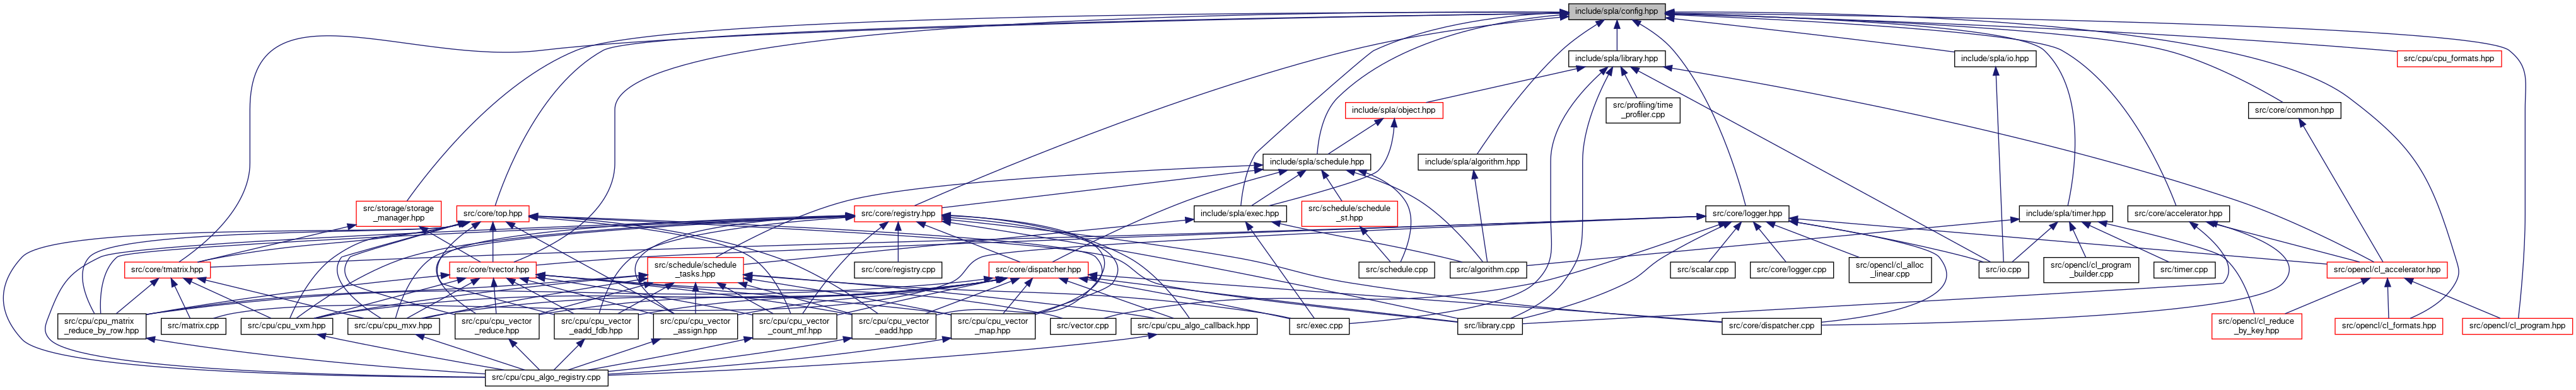 include/spla/config.hpp
include/spla/library.hpp
include/spla/io.hpp
src/cpu/cpu_formats.hpp
include/spla/object.hpp
src/profiling/time
_profiler.cpp
src/core/common.hpp
include/spla/schedule.hpp
include/spla/algorithm.hpp
src/storage/storage
_manager.hpp
src/core/top.hpp
src/core/registry.hpp
include/spla/exec.hpp
src/schedule/schedule
_st.hpp
src/core/logger.hpp
include/spla/timer.hpp
src/core/accelerator.hpp
src/core/tmatrix.hpp
src/core/tvector.hpp
src/schedule/schedule
_tasks.hpp
src/core/registry.cpp
src/core/dispatcher.hpp
src/schedule.cpp
src/algorithm.cpp
src/scalar.cpp
src/core/logger.cpp
src/opencl/cl_alloc
_linear.cpp
src/io.cpp
src/opencl/cl_program
_builder.cpp
src/timer.cpp
src/opencl/cl_accelerator.hpp
src/cpu/cpu_matrix
_reduce_by_row.hpp
src/matrix.cpp
src/cpu/cpu_vxm.hpp
src/cpu/cpu_mxv.hpp
src/cpu/cpu_vector
_reduce.hpp
src/cpu/cpu_vector
_eadd_fdb.hpp
src/cpu/cpu_vector
_assign.hpp
src/cpu/cpu_vector
_count_mf.hpp
src/cpu/cpu_vector
_eadd.hpp
src/cpu/cpu_vector
_map.hpp
src/vector.cpp
src/cpu/cpu_algo_callback.hpp
src/exec.cpp
src/library.cpp
src/core/dispatcher.cpp
src/opencl/cl_reduce
_by_key.hpp
src/opencl/cl_formats.hpp
src/opencl/cl_program.hpp
src/cpu/cpu_algo_registry.cpp